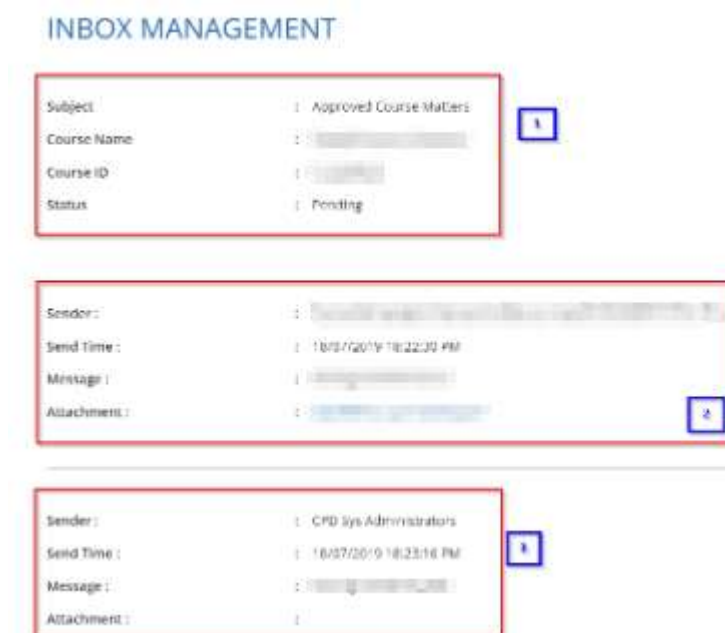 INBOX MANAGEMENT
Subject : Approved Course Matters
1
Course Name :
Course ID :
Status : Pending
Sender : :
Send Time : : 18/07/2019 18:22:30 PM
Message : :
Attachment : :
2
Sender : : CPD Sys Administrators
Send Time : : 18/07/2019 18:23:16 PM
3
Message : :
Attachment : :